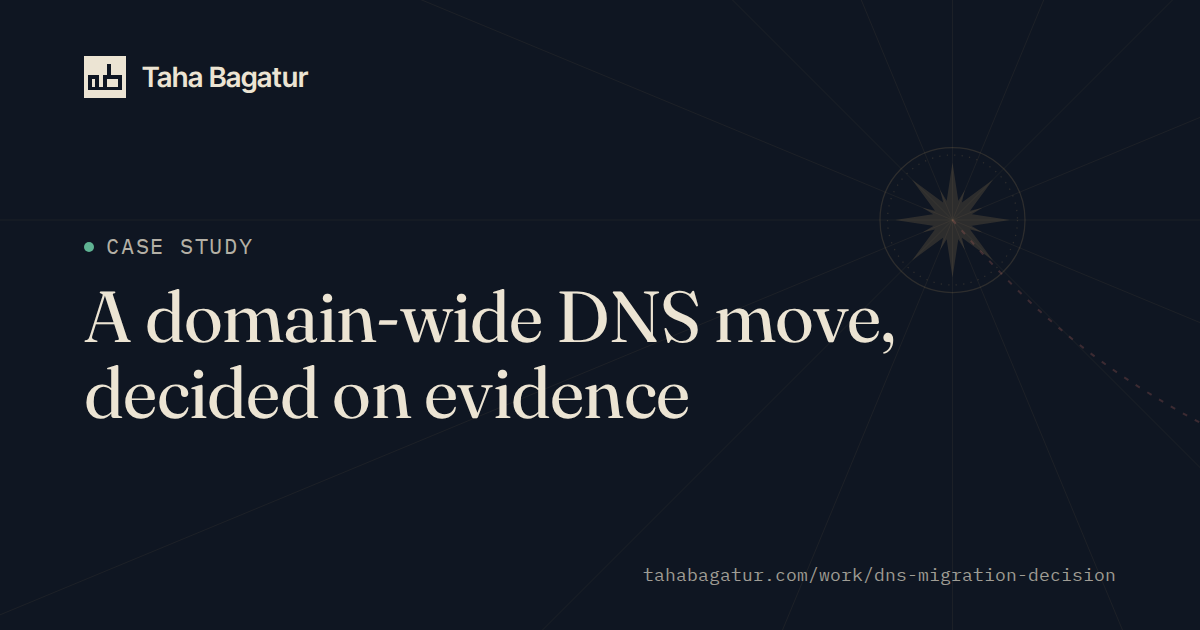 Taha Bagatur
CASE STUDY
A domain-wide DNS move,
decided on evidence
tahabagatur.com/work/dns-migration-decision